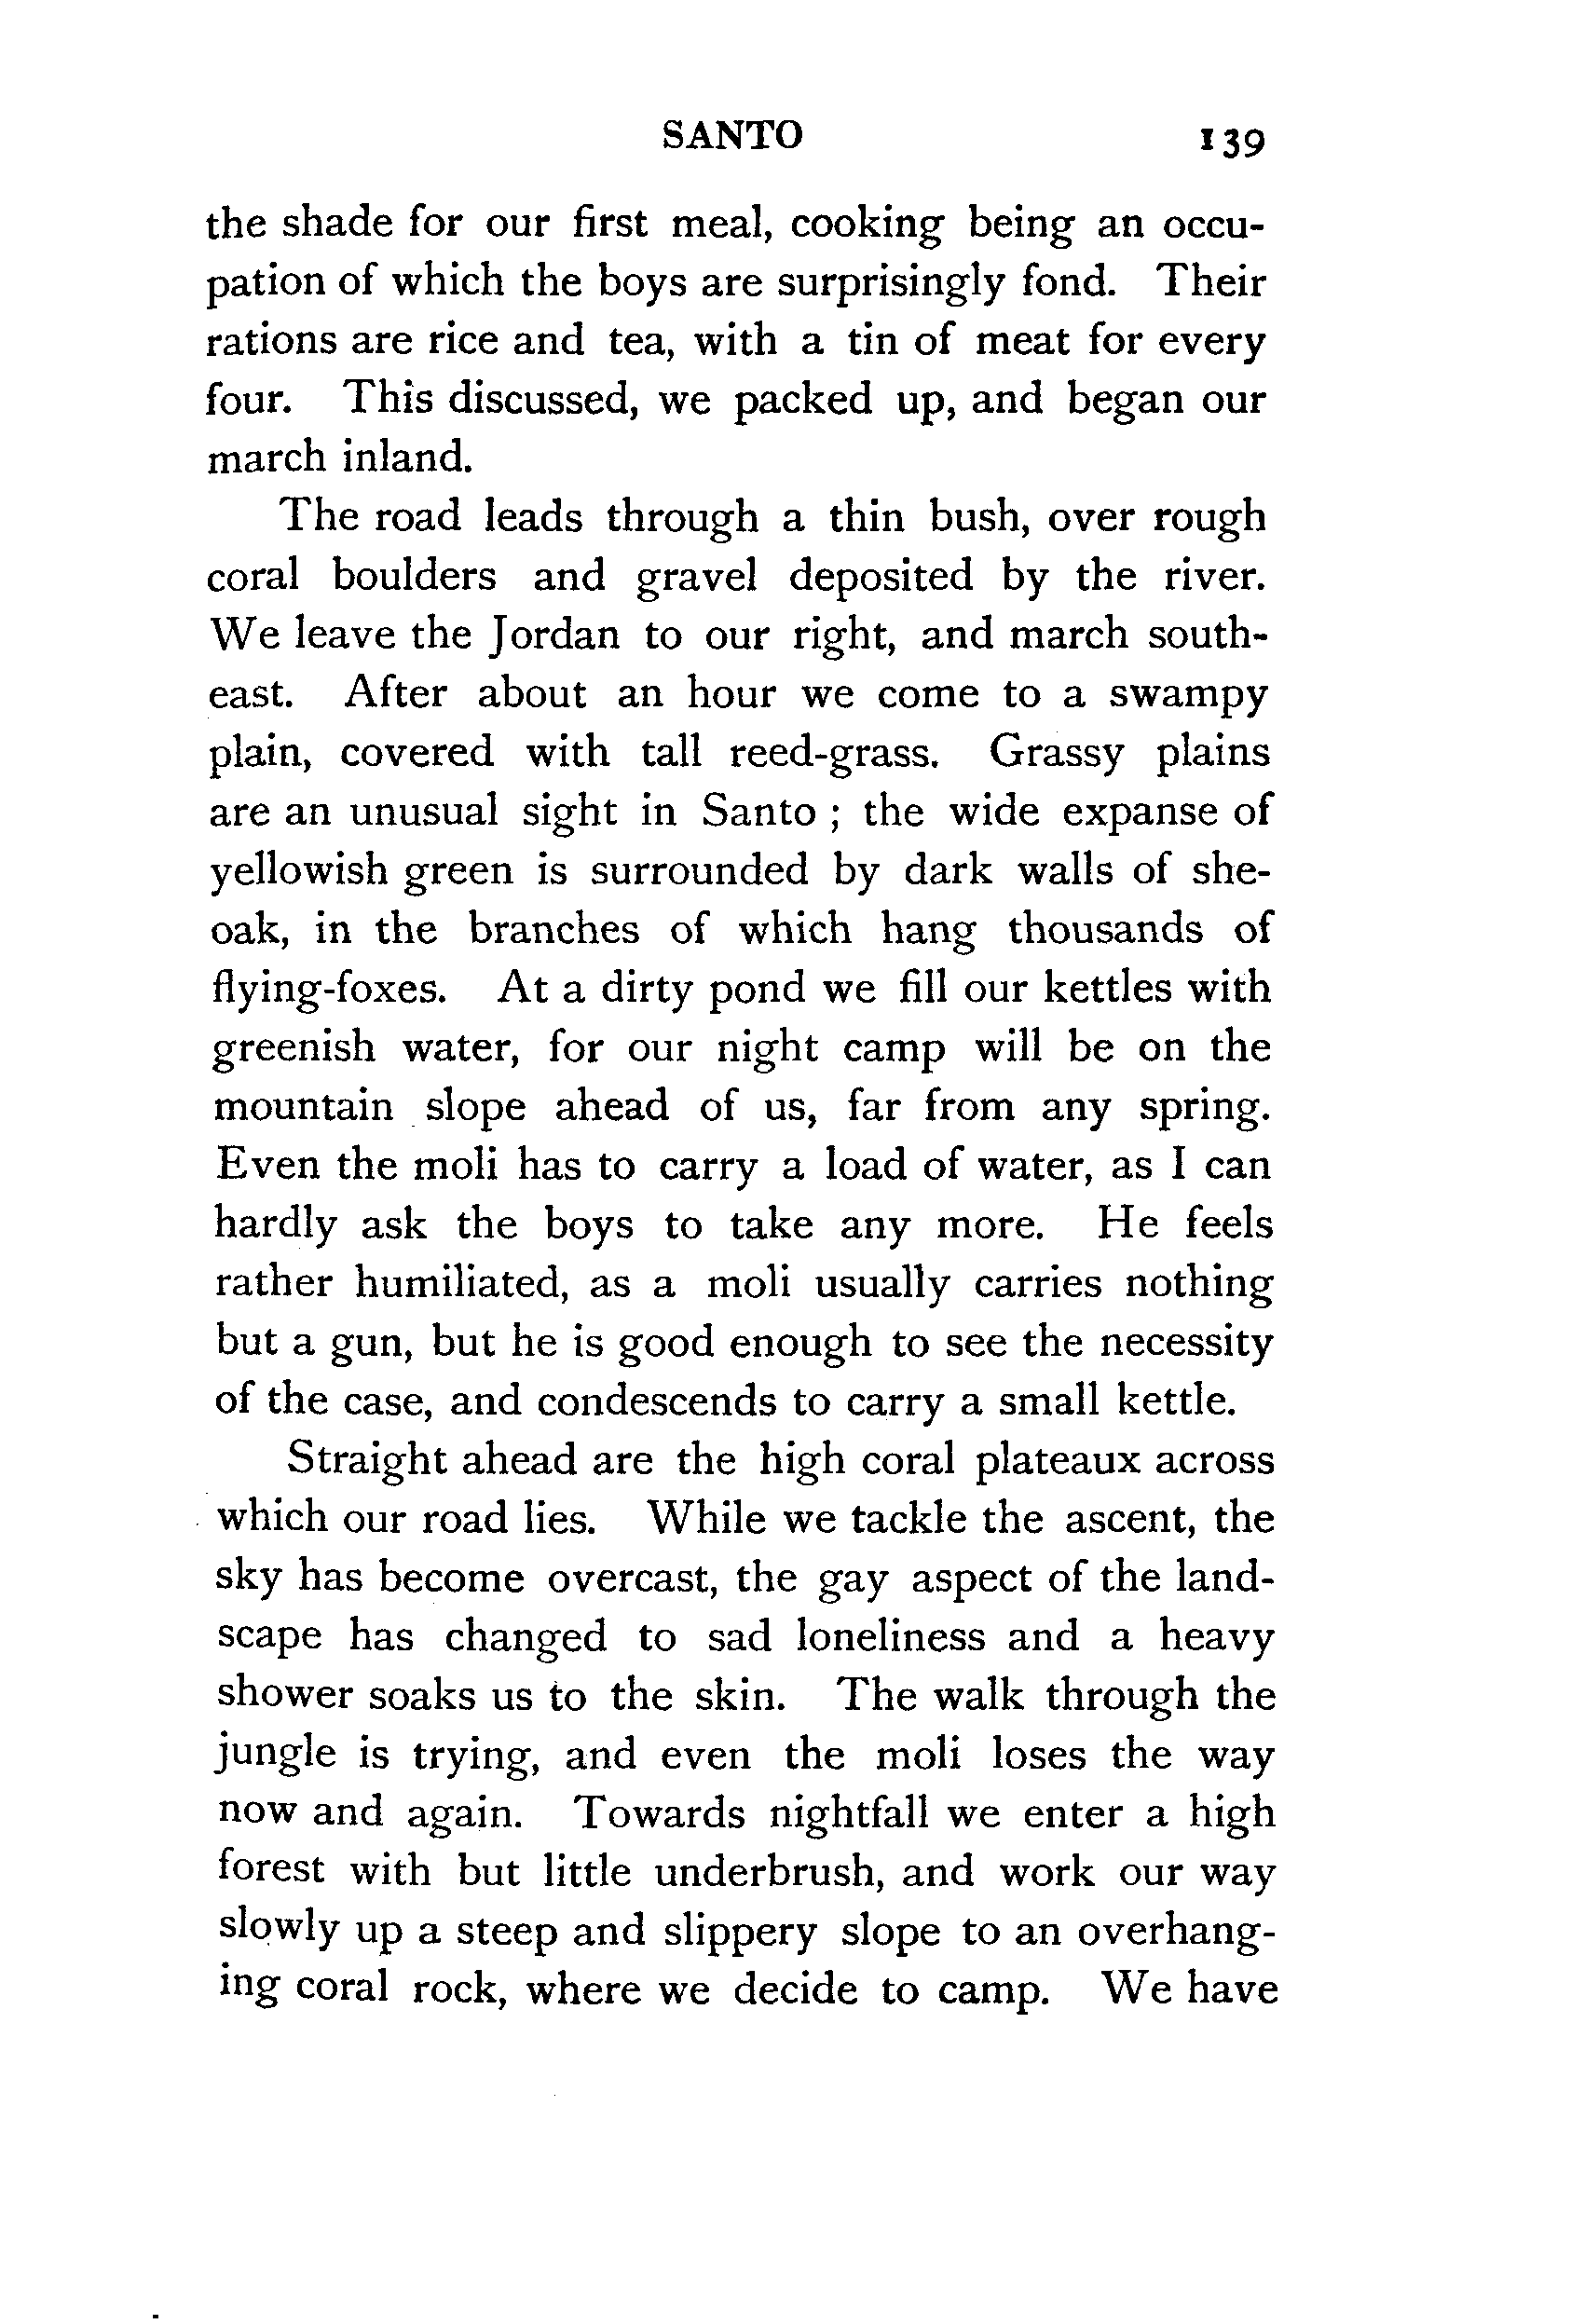 SANTO 139
the shade for our first meal, cooking being an occu-
pation of which the boys are surprisingly fond. Their
rations are rice and tea, with a tin of meat for every
four. This discussed, we packed up, and began our
march inland.
The road leads through a thin bush, over rough
coral boulders and gravel deposited by the river.
We leave the Jordan to our right, and march south-
east. After about an hour we come to a swampy
plain, covered with tall reed-grass. Grassy plains
are an unusual sight in Santo ; the wide expanse of
yellowish green is surrounded by dark walls of she-
oak, in the branches of which hang thousands of
flying-foxes. At a dirty pond we fill our kettles with
greenish water, for our night camp will be on the
mountain slope ahead of us, far from any spring.
Even the moli has to carry a load of water, as I can
hardly ask the boys to take any more. He feels
rather humiliated, as a moli usually carries nothing
but a gun, but he is good enough to see the necessity
of the case, and condescends to carry a small kettle.
Straight ahead are the high coral plateaux across
which our road lies. While we tackle the ascent, the
sky has become overcast, the gay aspect of the land-
scape has changed to sad loneliness and a heavy
shower soaks us to the skin. The walk through the
jungle is trying, and even the moli loses the way
now and again. Towards nightfall we enter a high
forest with but little underbrush, and work our way
slowly up a steep and slippery slope to an overhang-
ing coral rock, where we decide to camp. We have